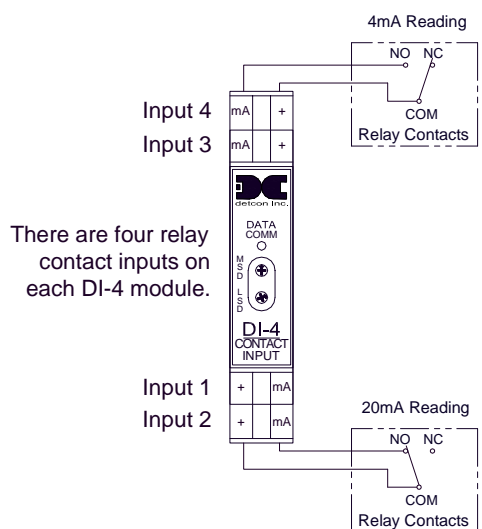 4mA Reading
NO NC
COM
Relay Contacts
Input 4 mA +
Input 3 mA +
detcon Inc.
DATA
COMM
There are four relay
contact inputs on
each DI-4 module.
MSD
LSD
DI-4
CONTACT
INPUT
Input 1 + mA
Input 2 + mA
20mA Reading
NO NC
COM
Relay Contacts